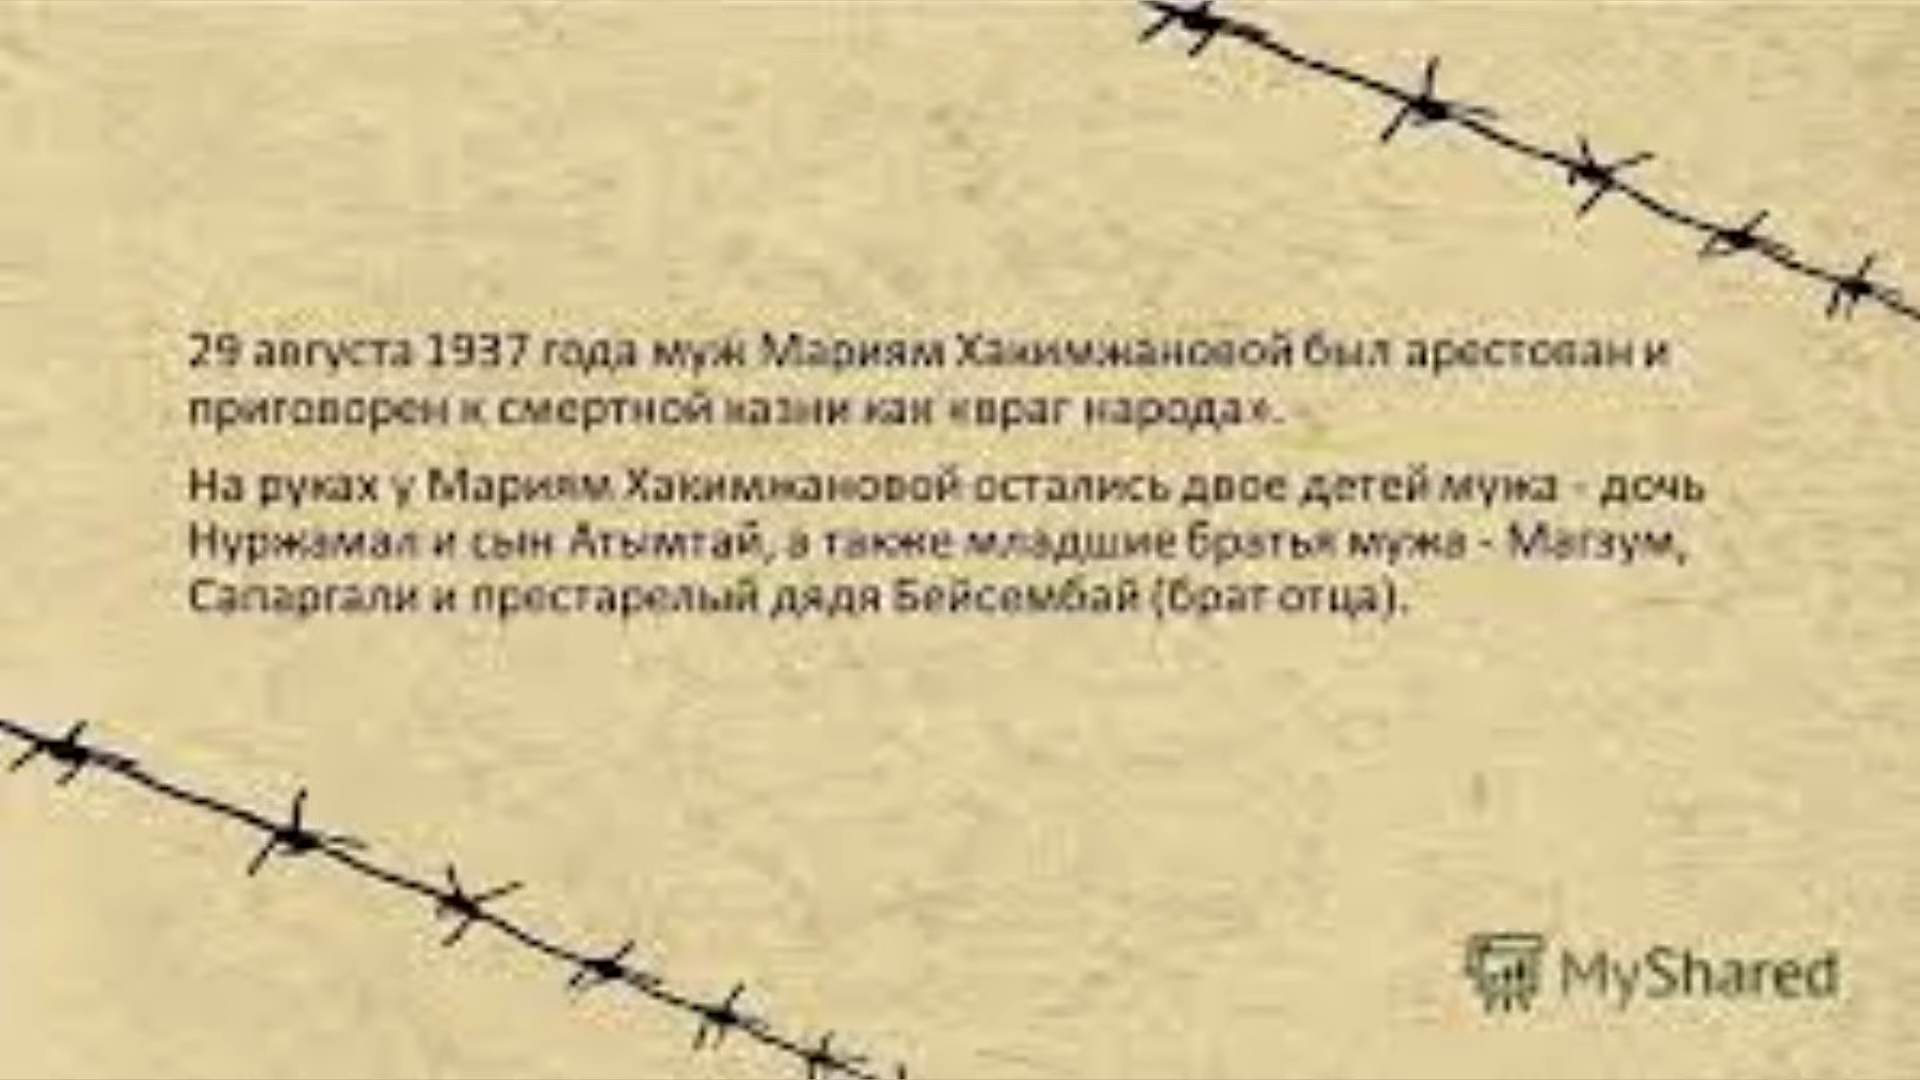 29 августа 1937 года муж Мариям Хакимжановой был арестован и
приговорен к смертной казни как «враг народа».
На руках у Мариям Хакимжановой остались двое детей мужа - дочь
Нуржамал и сын Атымтай, а также младшие братья мужа - Магзум,
Сапаргали и престарелый дядя Бейсембай (брат отца).
MyShared